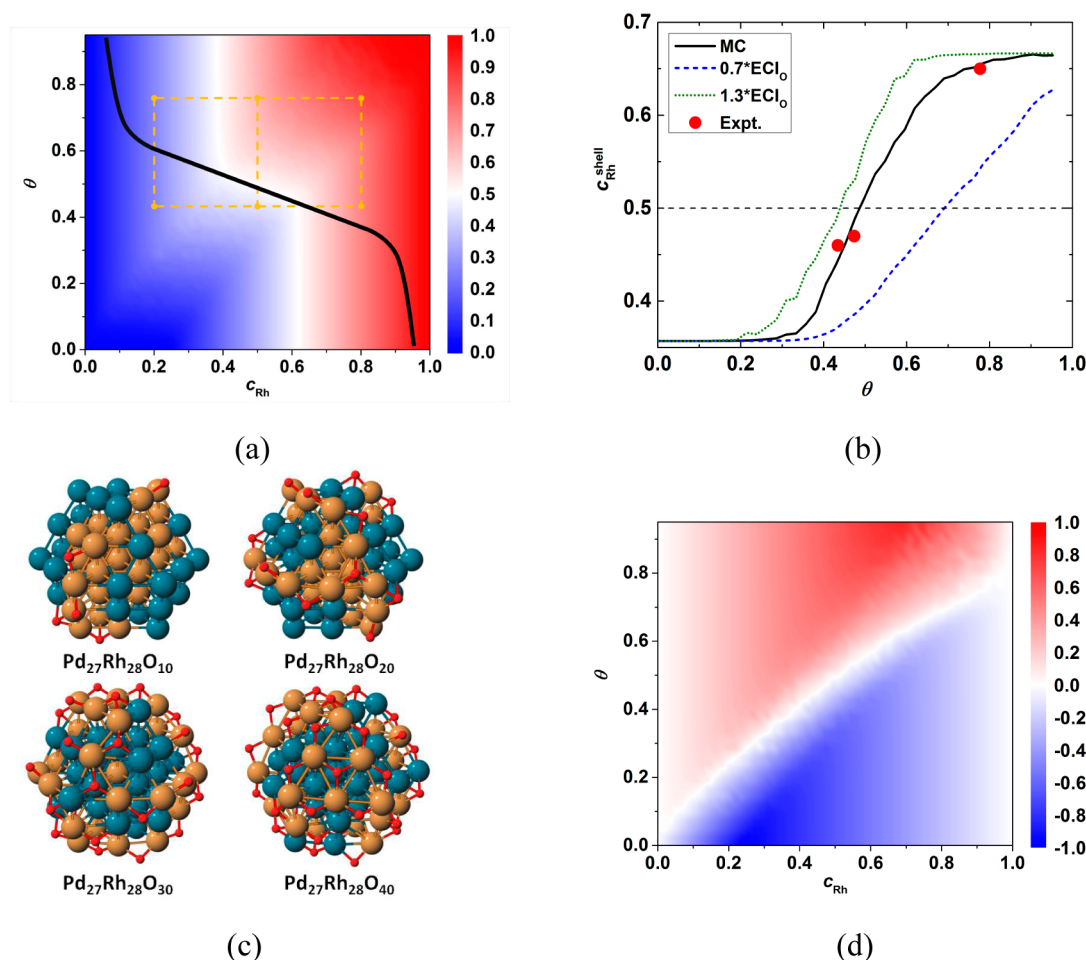 1.0
0.9
0.8
0.7
0.6
0.5
0.4
0.3
0.2
0.1
0.0
0.8
0.6
0.4
0.2
0.0
θ
0.0 0.2 0.4 0.6 0.8 1.0
cRh
(a)
MC
0.7*ECIO
1.3*ECIO
Expt.
0.7
0.6
0.5
0.4
cRhshell
0.0 0.2 0.4 0.6 0.8 1.0
θ
(b)
Pd27Rh28O10
Pd27Rh28O20
Pd27Rh28O30
Pd27Rh28O40
(c)
0.8
0.6
0.4
0.2
0.0
θ
0.0 0.2 0.4 0.6 0.8 1.0
cRh
1.0
0.8
0.6
0.4
0.2
0.0
-0.2
-0.4
-0.6
-0.8
-1.0
(d)